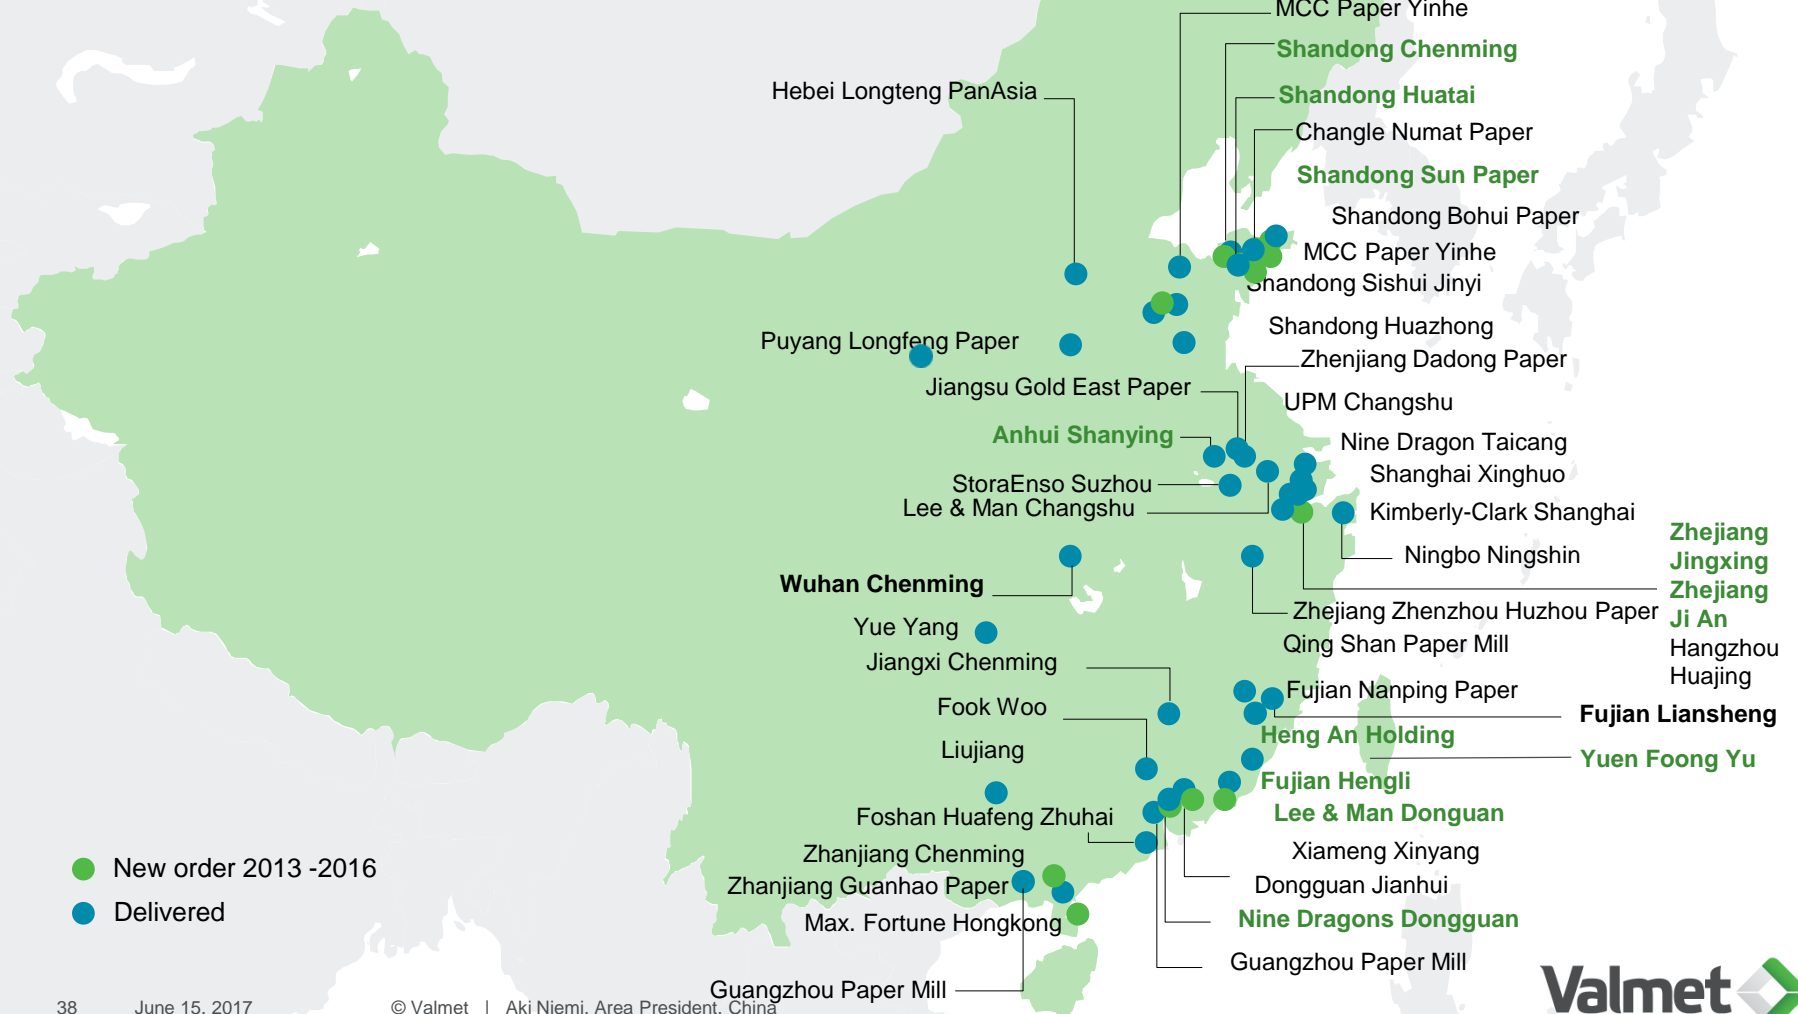 MCC Paper Yinhe
Shandong Chenming
Hebei Longteng PanAsia
Shandong Huatai
Changle Numat Paper
Shandong Sun Paper
Shandong Bohui Paper
MCC Paper Yinhe
Shandong Sishui Jinyi
Shandong Huazhong
Puyang Longfeng Paper
Zhenjiang Dadong Paper
Jiangsu Gold East Paper
UPM Changshu
Anhui Shanying
Nine Dragon Taicang
Shanghai Xinghuo
StoraEnso Suzhou
Lee & Man Changshu
Kimberly-Clark Shanghai
Ningbo Ningshin
Zhejiang
Jingxing
Zhejiang
Ji An
Hangzhou
Huajing
Wuhan Chenming
Zhejiang Zhenzhou Huzhou Paper
Yue Yang
Qing Shan Paper Mill
Jiangxi Chenming
Fujian Nanping Paper
Fook Woo
Fujian Liansheng
Heng An Holding
Liujiang
Yuen Foong Yu
Fujian Hengli
Foshan Huafeng Zhuhai
Lee & Man Donguan
Zhanjiang Chenming
Xiameng Xinyang
Zhanjiang Guanhao Paper
Dongguan Jianhui
Max. Fortune Hongkong
Nine Dragons Dongguan
Guangzhou Paper Mill
Guangzhou Paper Mill
New order 2013 -2016
Delivered
38 June 15, 2017 © Valmet | Aki Niemi, Area President, China
Valmet